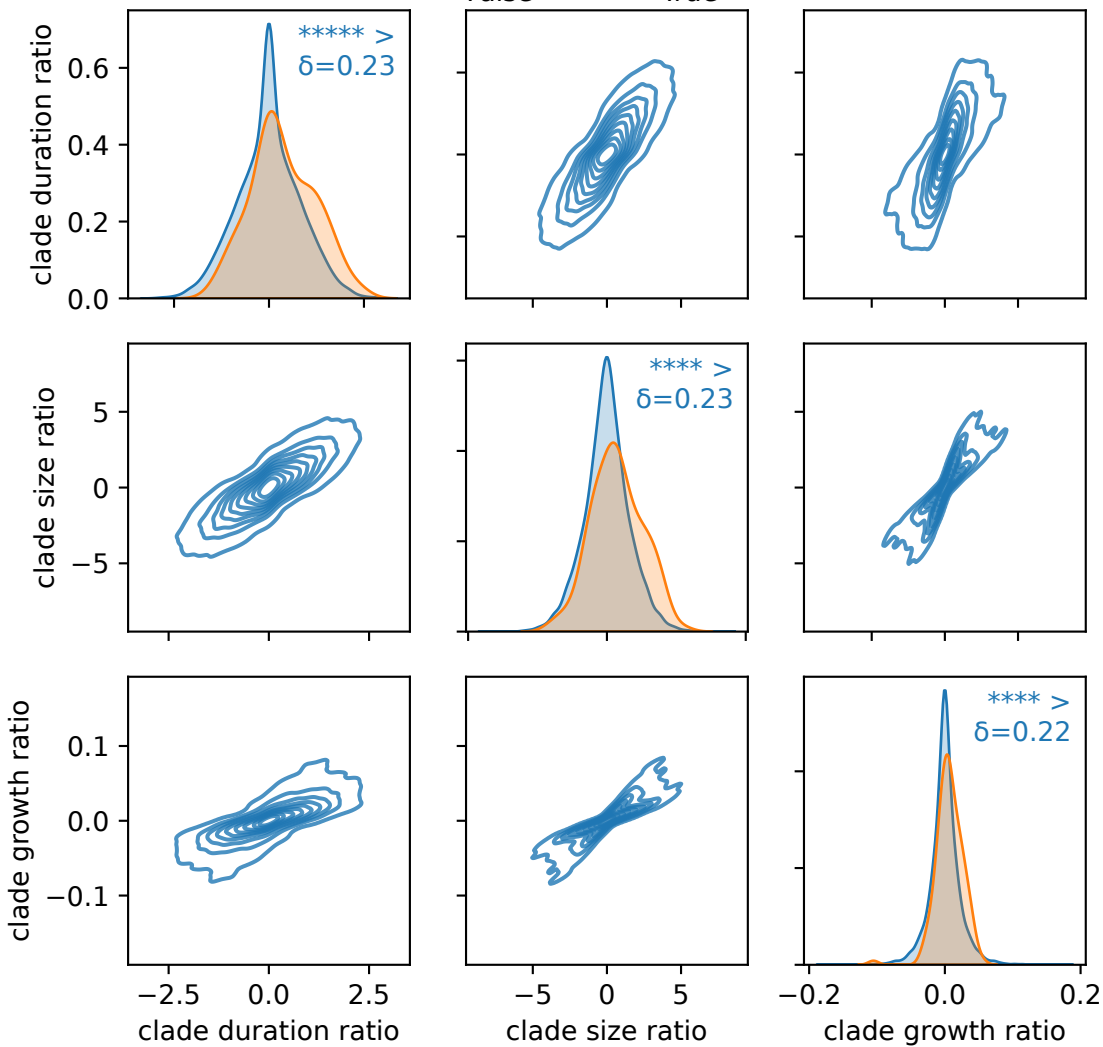 ***** >
δ=0.23
clade duration ratio
0.6
0.4
0.2
0.0
**** >
δ=0.23
clade size ratio
5
0
−5
**** >
δ=0.22
clade growth ratio
0.1
0.0
−0.1
−2.5 0.0 2.5
−5 0 5
−0.2 0.0 0.2
clade duration ratio
clade size ratio
clade growth ratio